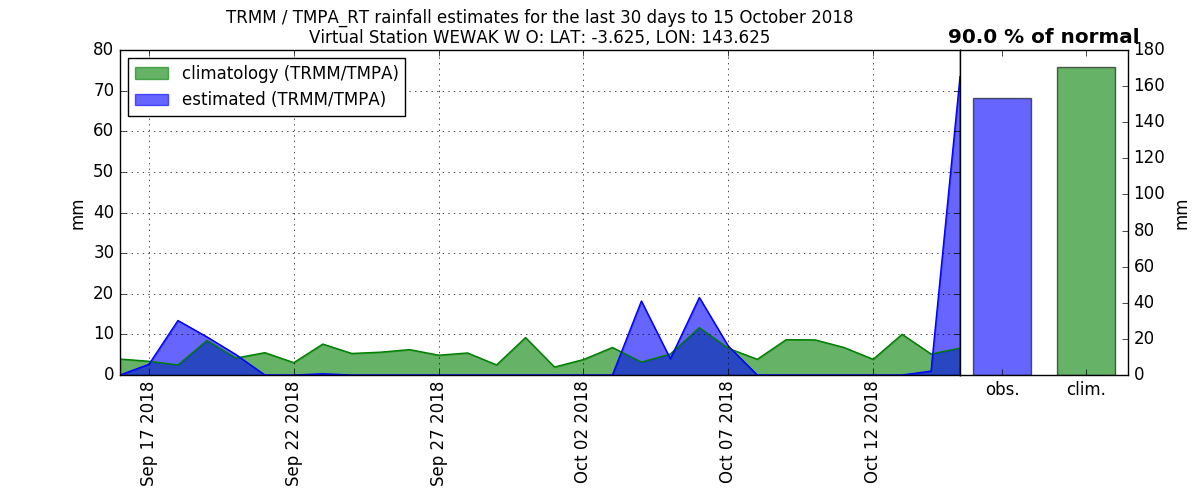 TRMM / TMPA_RT rainfall estimates for the last 30 days to 15 October 2018
Virtual Station WEWAK W O: LAT: -3.625, LON: 143.625
90.0 % of normal
climatology (TRMM/TMPA)
estimated (TRMM/TMPA)
80
70
60
50
40
30
20
10
0
mm
180
160
140
120
100
80
60
40
20
0
mm
Sep 17 2018
Sep 22 2018
Sep 27 2018
Oct 02 2018
Oct 07 2018
Oct 12 2018
obs.
clim.